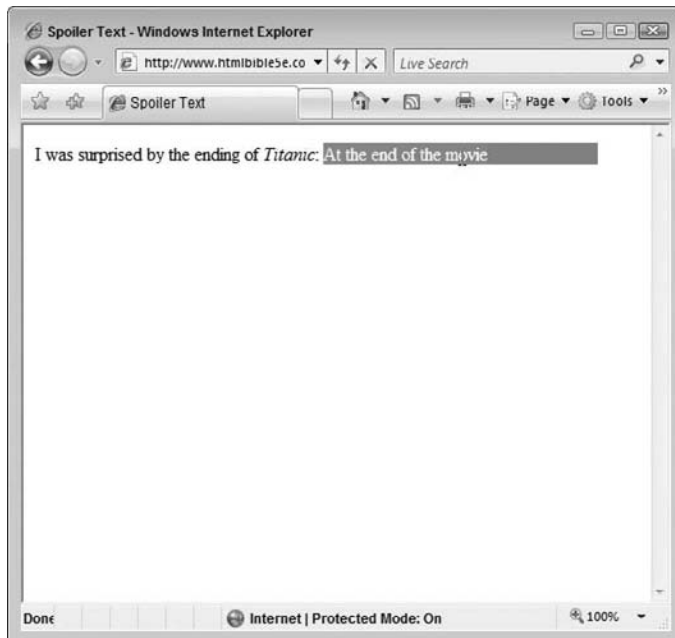 Spoiler Text - Windows Internet Explorer
http://www.htmlbible5e.co
Live Search
Spoiler Text
Page
Tools
I was surprised by the ending of Titanic: At the end of the movie
Done
Internet | Protected Mode: On
100%